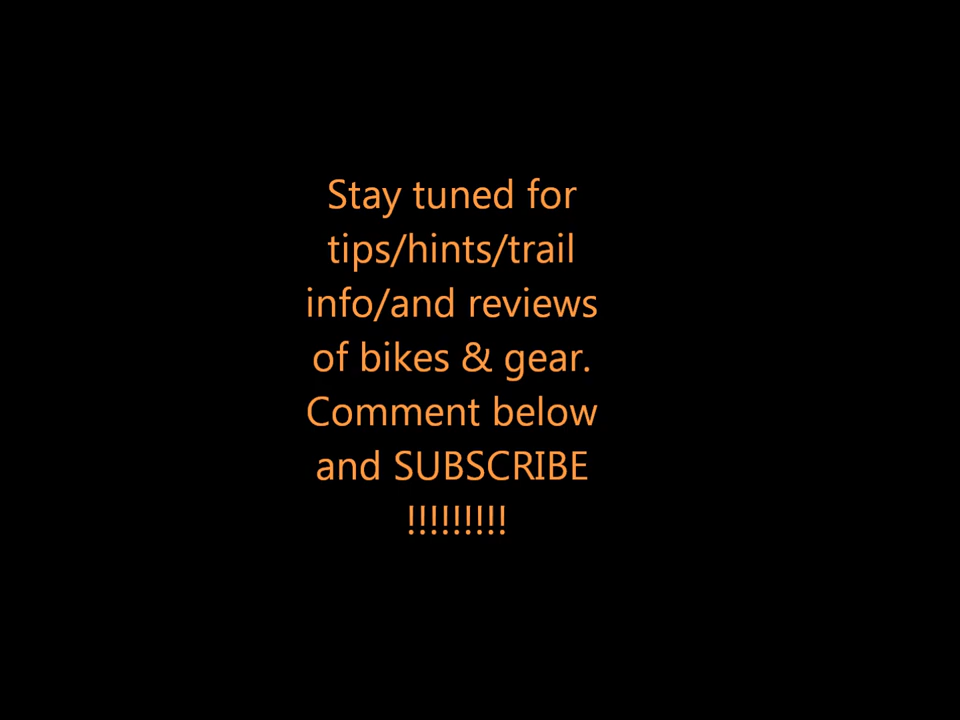 Stay tuned for
tips/hints/trail
info/and reviews
of bikes & gear.
Comment below
and SUBSCRIBE
!!!!!!!!!